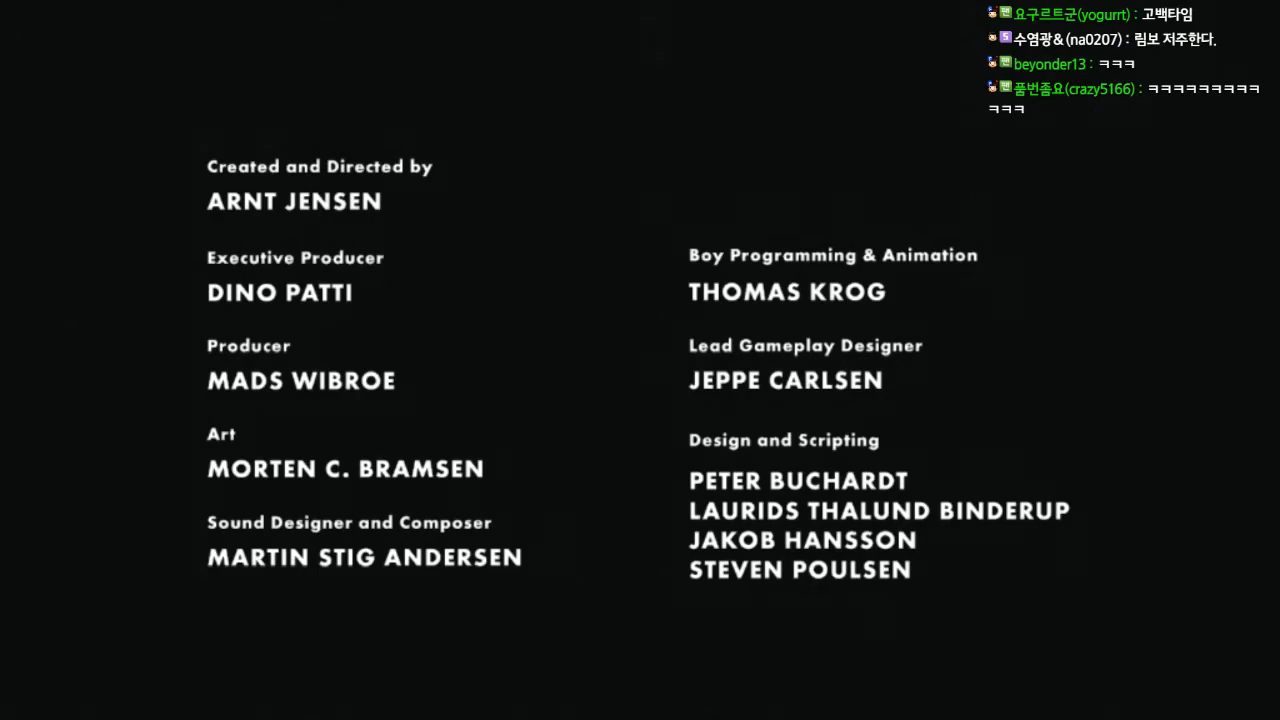 요구르트군(yogurrt) : 고백타임
수염광&(na0207) : 림보 저주한다.
beyonder13 : ㅋㅋㅋ
품번좀요(crazy5166) : ㅋㅋㅋㅋㅋㅋㅋㅋㅋ
ㅋㅋㅋ
Created and Directed by
ARNT JENSEN
Executive Producer
DINO PATTI
Producer
MADS WIBROE
Art
MORTEN C. BRAMSEN
Sound Designer and Composer
MARTIN STIG ANDERSEN
Boy Programming & Animation
THOMAS KROG
Lead Gameplay Designer
JEPPE CARLSEN
Design and Scripting
PETER BUCHARDT
LAURIDS THALUND BINDERUP
JAKOB HANSSON
STEVEN POULSEN